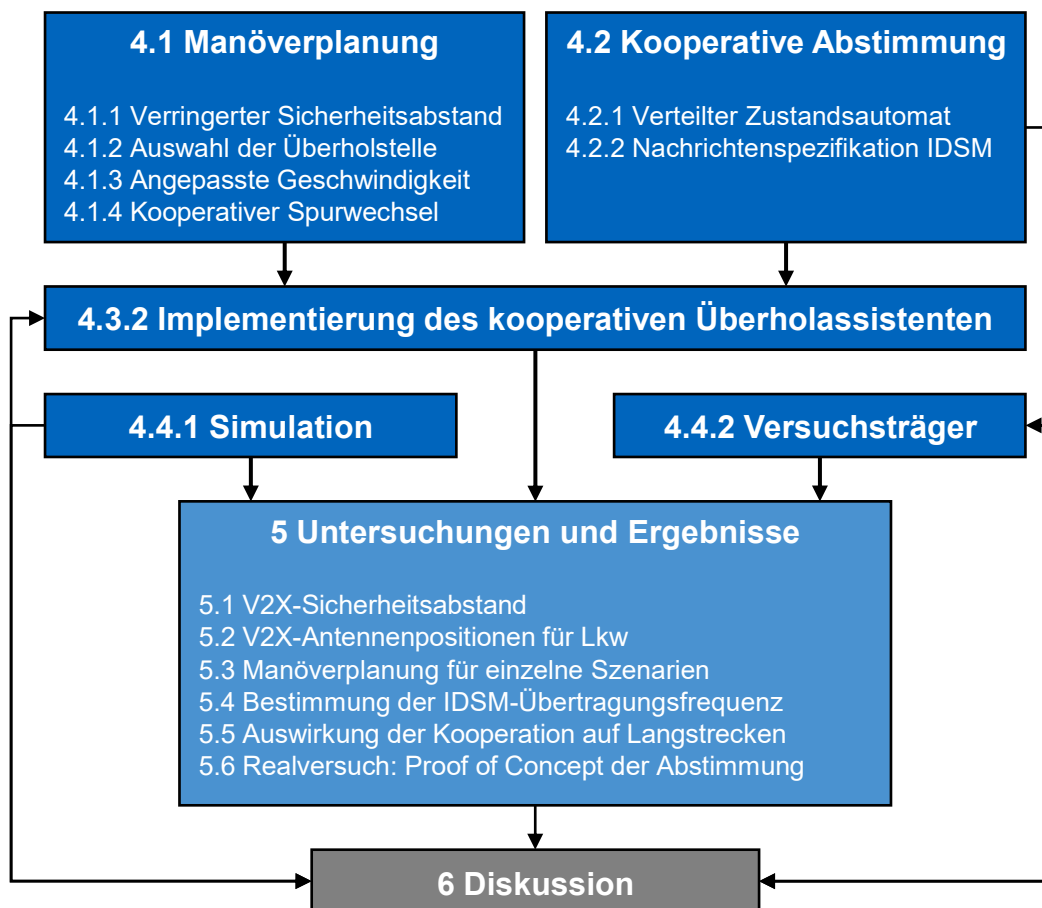 4.1 Manöverplanung
4.1.1 Verringerter Sicherheitsabstand
4.1.2 Auswahl der Überholstelle
4.1.3 Angepasste Geschwindigkeit
4.1.4 Kooperativer Spurwechsel
4.2 Kooperative Abstimmung
4.2.1 Verteilter Zustandsautomat
4.2.2 Nachrichtenspezifikation IDSM
4.3.2 Implementierung des kooperativen Überholassistenten
4.4.1 Simulation
4.4.2 Versuchsträger
5 Untersuchungen und Ergebnisse
5.1 V2X-Sicherheitsabstand
5.2 V2X-Antennenpositionen für Lkw
5.3 Manöverplanung für einzelne Szenarien
5.4 Bestimmung der IDSM-Übertragungsfrequenz
5.5 Auswirkung der Kooperation auf Langstrecken
5.6 Realversuch: Proof of Concept der Abstimmung
6 Diskussion